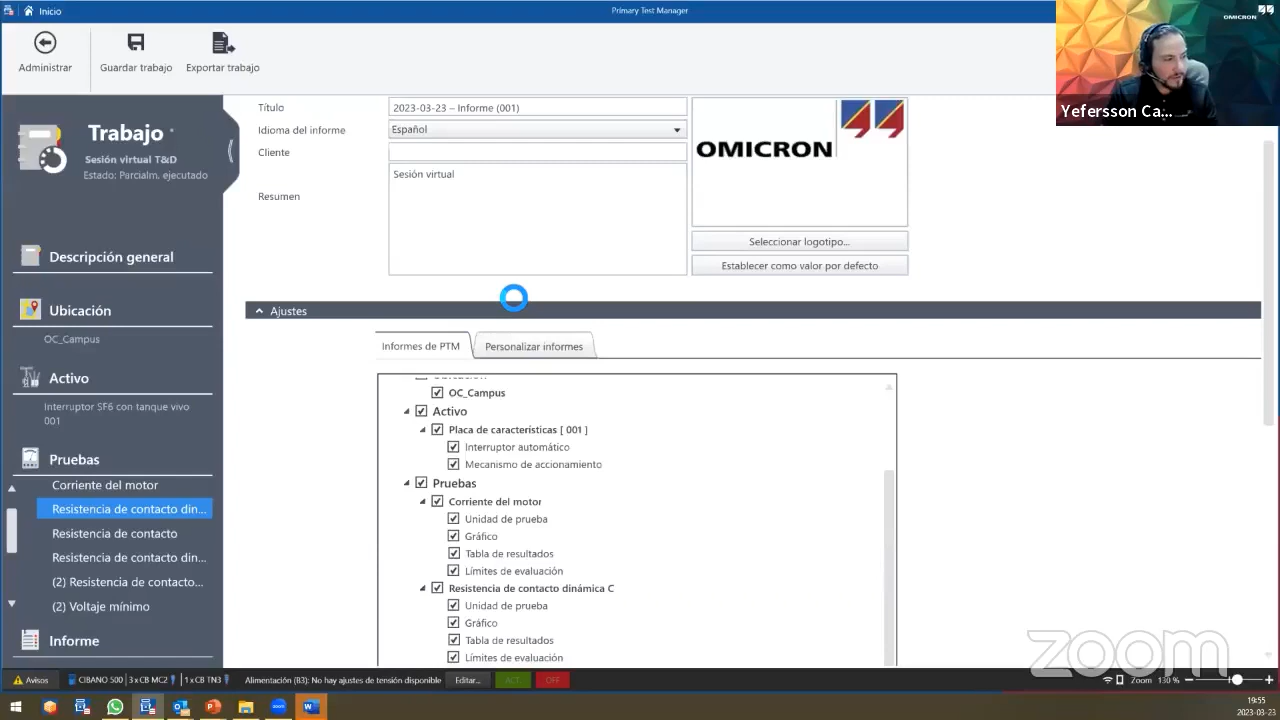 Inicio
Primary Test Manager
OMICRON
Administrar
Guardar trabajo
Exportar trabajo
Yefersson Ca...
Trabajo *
Sesión virtual T&D
Estado: Parcialm. ejecutado
Título
2023-03-23 – Informe (001)
Idioma del informe
Español
Cliente
Resumen
Sesión virtual
OMICRON
Seleccionar logotipo...
Establecer como valor por defecto
Descripción general
Ubicación
OC_Campus
Activo
Interruptor SF6 con tanque vivo
001
Pruebas
Corriente del motor
Resistencia de contacto din...
Resistencia de contacto
Resistencia de contacto din...
(2) Resistencia de contacto...
(2) Voltaje mínimo
Informe
Ajustes
Informes de PTM
Personalizar informes
OC_Campus
Activo
Placa de características [ 001 ]
Interruptor automático
Mecanismo de accionamiento
Pruebas
Corriente del motor
Unidad de prueba
Gráfico
Tabla de resultados
Límites de evaluación
Resistencia de contacto dinámica C
Unidad de prueba
Gráfico
Tabla de resultados
Límites de evaluación
zoom
Avisos
CIBANO 500
3 x CB MC2
1 x CB TN3
Alimentación (B3): No hay ajustes de tensión disponible
Editar...
ACT.
OFF
Zoom 130 %
19:55
2023-03-23